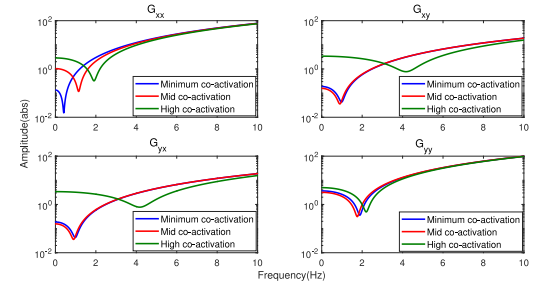 G_xx
10^2
10^0
10^-2
0 2 4 6 8 10
Minimum co-activation
Mid co-activation
High co-activation
G_xy
10^2
10^0
10^-2
0 2 4 6 8 10
Minimum co-activation
Mid co-activation
High co-activation
Amplitude(abs)
G_yx
10^2
10^0
10^-2
0 2 4 6 8 10
Minimum co-activation
Mid co-activation
High co-activation
G_yy
10^2
10^0
10^-2
0 2 4 6 8 10
Minimum co-activation
Mid co-activation
High co-activation
Frequency(Hz)